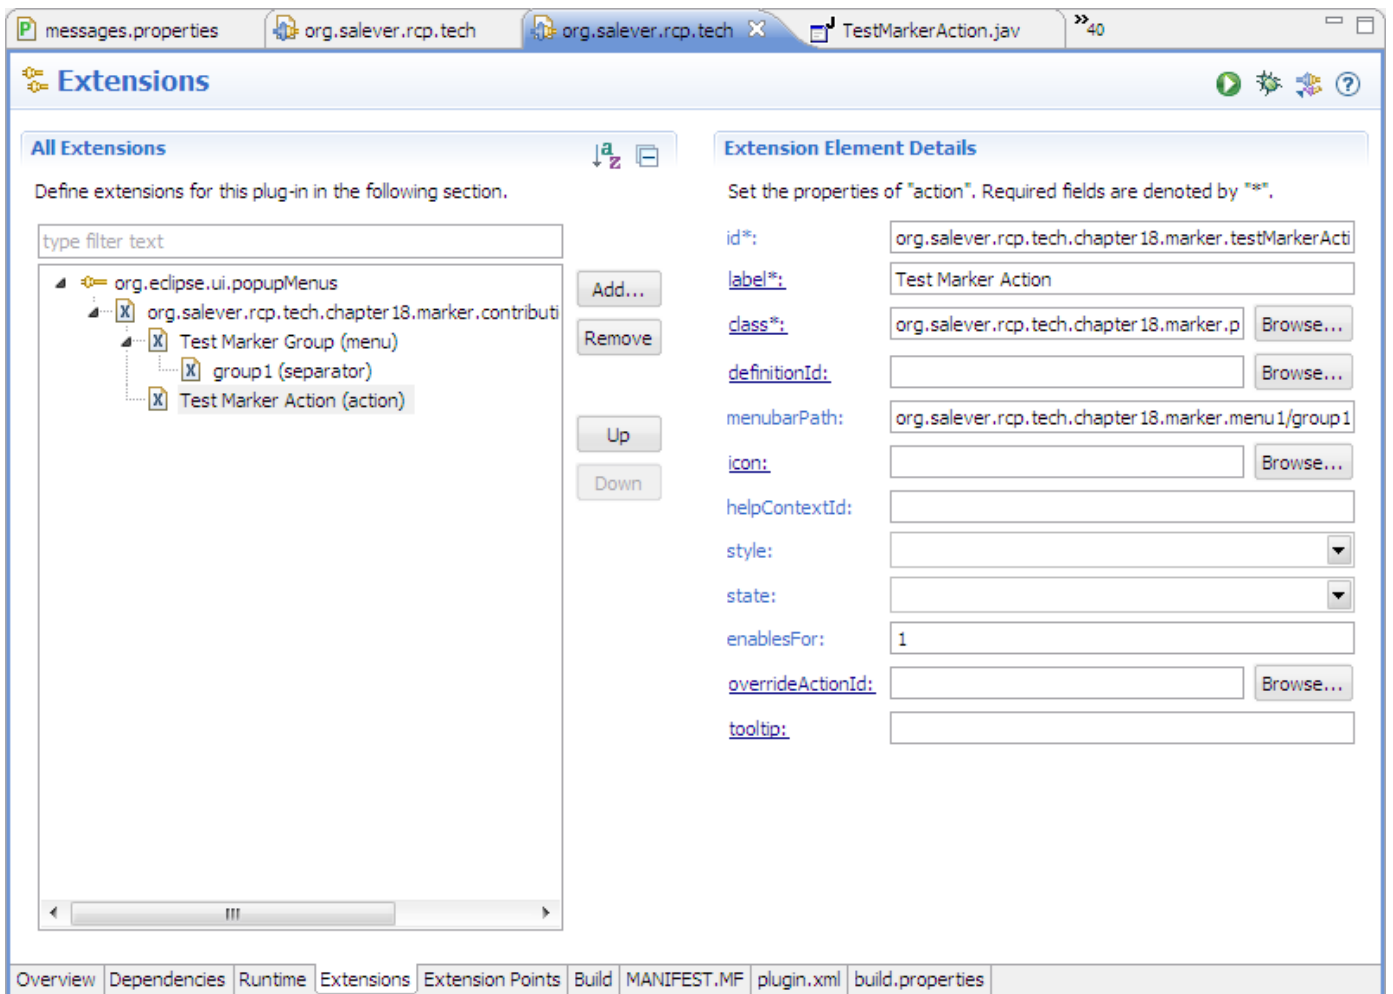 messages.properties
org.salever.rcp.tech
org.salever.rcp.tech
TestMarkerAction.jav
»40
Extensions
All Extensions
Define extensions for this plug-in in the following section.
type filter text
org.eclipse.ui.popupMenus
org.salever.rcp.tech.chapter18.marker.contributi
Test Marker Group (menu)
group1 (separator)
Test Marker Action (action)
Add...
Remove
Up
Down
Extension Element Details
Set the properties of "action". Required fields are denoted by "*".
id*: org.salever.rcp.tech.chapter18.marker.testMarkerActi
label*: Test Marker Action
class*: org.salever.rcp.tech.chapter18.marker.p Browse...
definitionId: Browse...
menubarPath: org.salever.rcp.tech.chapter18.marker.menu1/group1
icon: Browse...
helpContextId:
style:
state:
enablesFor: 1
overrideActionId: Browse...
tooltip:
Overview Dependencies Runtime Extensions Extension Points Build MANIFEST.MF plugin.xml build.properties